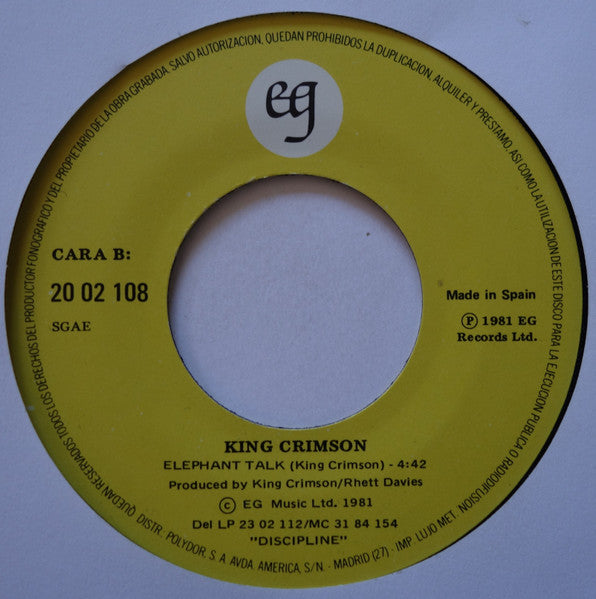 eg
QUEDAN RESERVADOS TODOS LOS DERECHOS DEL PRODUCTOR FONOGRAFICO Y DEL PROPIETARIO DE LA OBRA GRABADA. SALVO AUTORIZACION, QUEDAN PROHIBIDOS LA DUPLICACION, ALQUILER Y PRESTAMO, ASI COMO LA UTILIZACION DE ESTE DISCO PARA LA EJECUCION PUBLICA O RADIODIFUSION
CARA B:
20 02 108
SGAE
Made in Spain
Ⓟ 1981 EG
Records Ltd.
KING CRIMSON
ELEPHANT TALK (King Crimson) - 4:42
Produced by King Crimson/Rhett Davies
© EG Music Ltd. 1981
Del LP 23 02 112/MC 31 84 154
"DISCIPLINE"
DISTR. POLYDOR, S. A. AVDA. AMERICA, S/N. - MADRID (27) - IMP. LUJO MET.